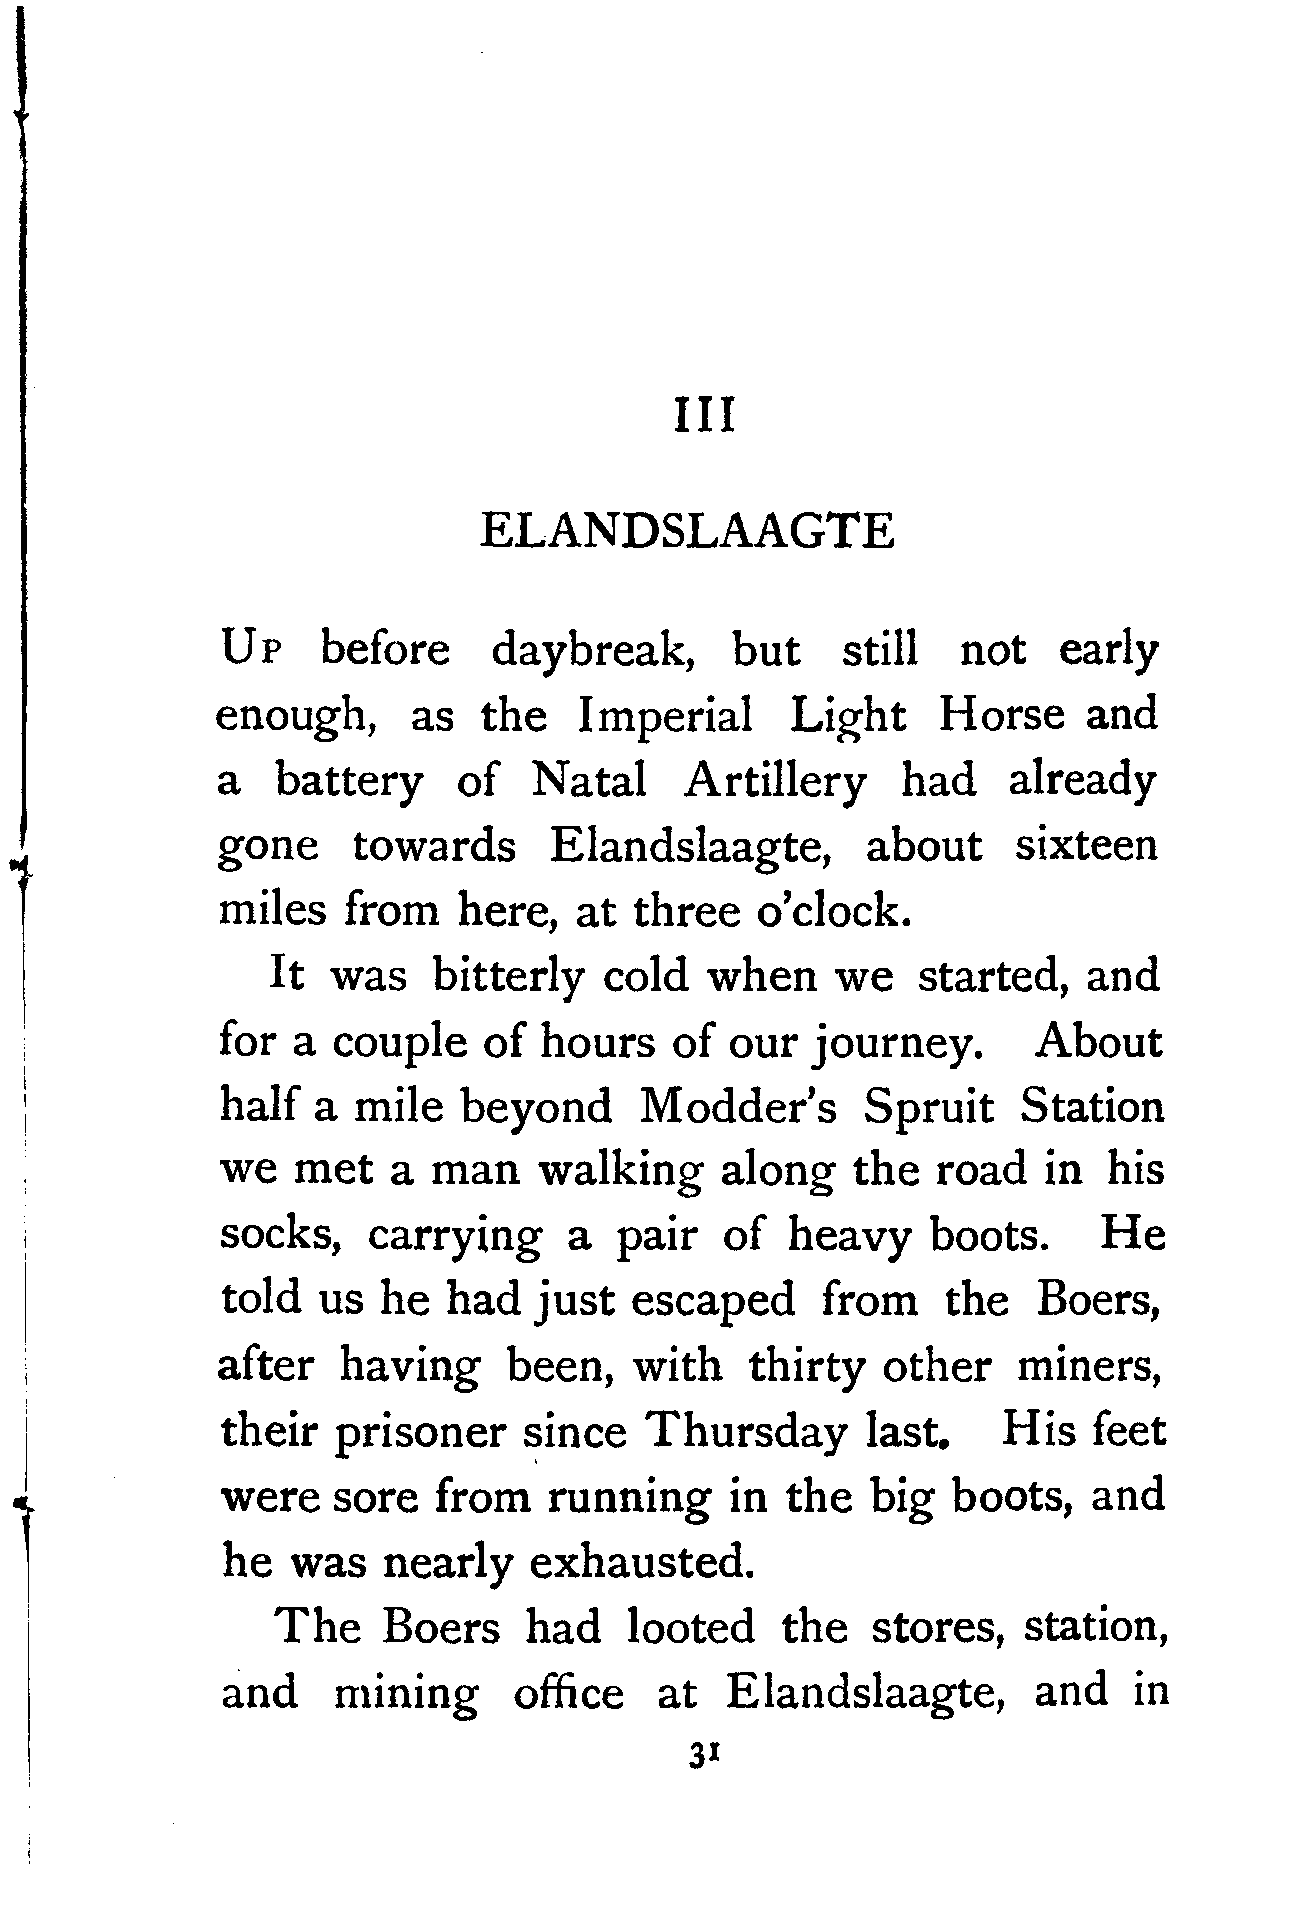 III
ELANDSLAAGTE
UP before daybreak, but still not early
enough, as the Imperial Light Horse and
a battery of Natal Artillery had already
gone towards Elandslaagte, about sixteen
miles from here, at three o'clock.
It was bitterly cold when we started, and
for a couple of hours of our journey. About
half a mile beyond Modder's Spruit Station
we met a man walking along the road in his
socks, carrying a pair of heavy boots. He
told us he had just escaped from the Boers,
after having been, with thirty other miners,
their prisoner since Thursday last. His feet
were sore from running in the big boots, and
he was nearly exhausted.
The Boers had looted the stores, station,
and mining office at Elandslaagte, and in
31